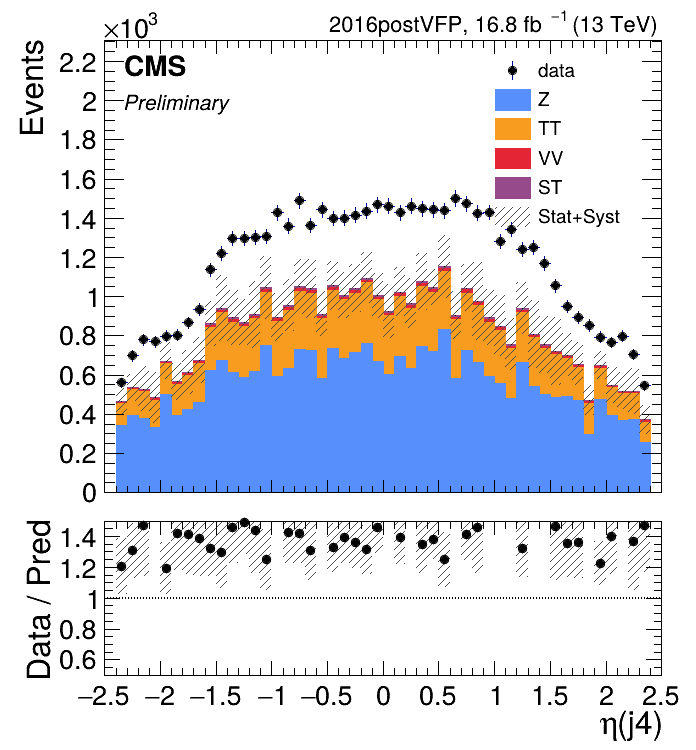 ×10³
2016postVFP, 16.8 fb⁻¹ (13 TeV)
Events
CMS
Preliminary
data
Z
TT
VV
ST
Stat+Syst
2.2
2
1.8
1.6
1.4
1.2
1
0.8
0.6
0.4
0.2
0
Data / Pred
1.4
1.2
1
0.8
0.6
−2.5 −2 −1.5 −1 −0.5 0 0.5 1 1.5 2 2.5
η(j4)